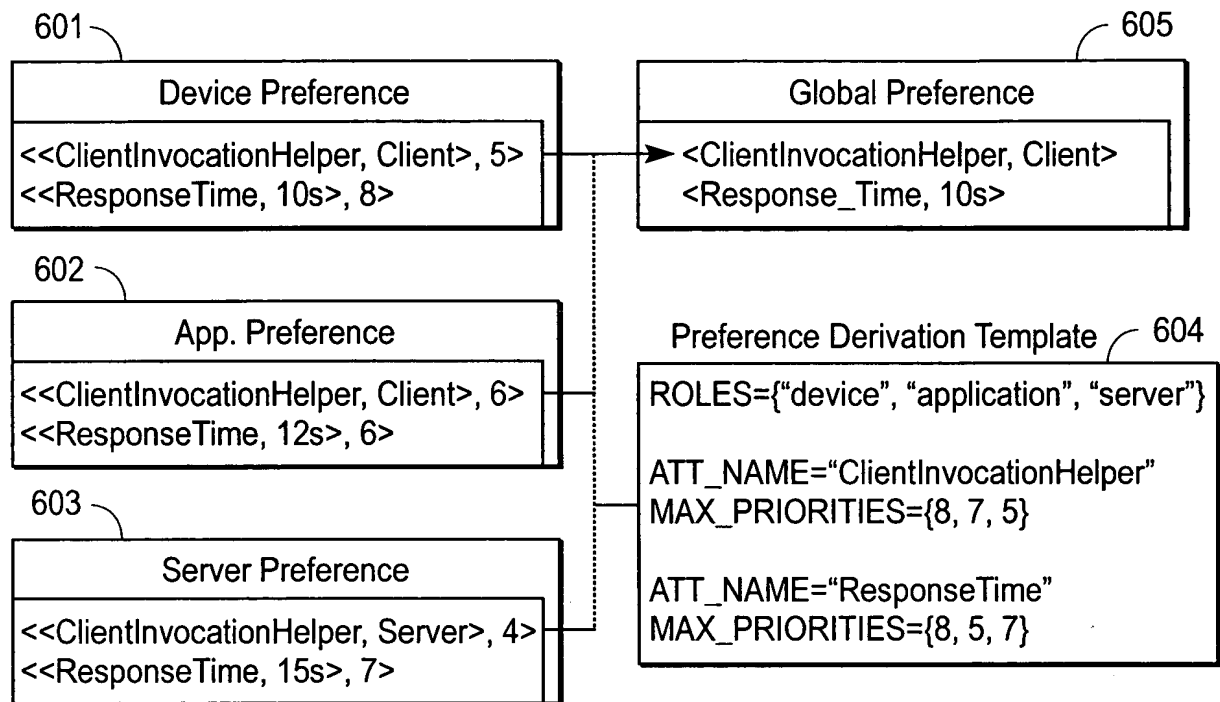 601
Device Preference
<<ClientInvocationHelper, Client>, 5>
<<ResponseTime, 10s>, 8>
605
Global Preference
<ClientInvocationHelper, Client>
<Response_Time, 10s>
602
App. Preference
<<ClientInvocationHelper, Client>, 6>
<<ResponseTime, 12s>, 6>
603
Server Preference
<<ClientInvocationHelper, Server>, 4>
<<ResponseTime, 15s>, 7>
Preference Derivation Template
604
ROLES={“device”, “application”, “server”}
ATT_NAME=“ClientInvocationHelper”
MAX_PRIORITIES={8, 7, 5}
ATT_NAME=“ResponseTime”
MAX_PRIORITIES={8, 5, 7}